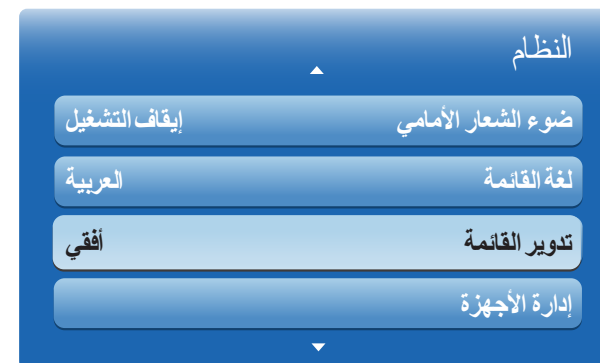 النظام
ضوء الشعار الأمامي إيقاف التشغيل
لغة القائمة العربية
تدوير القائمة أفقي
إدارة الأجهزة